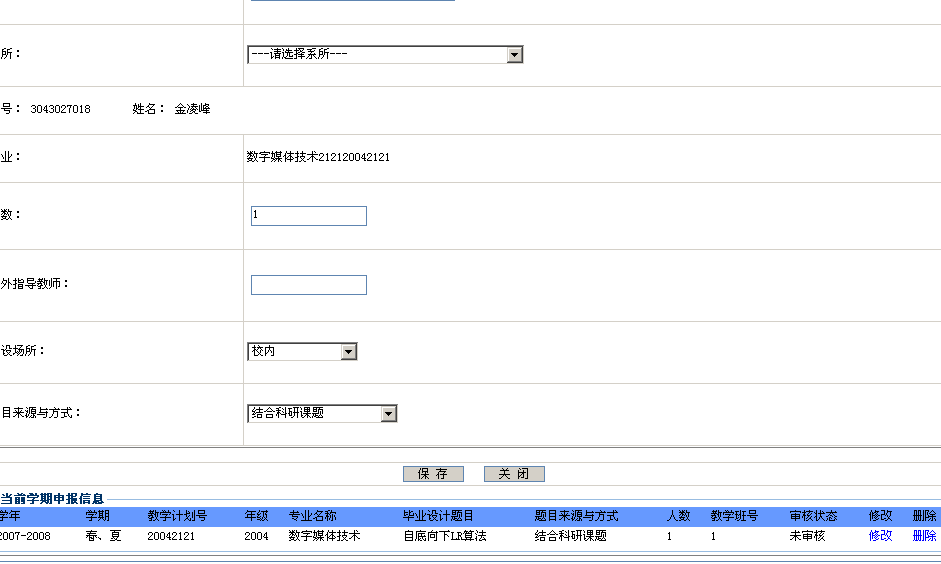 所： ---请选择系所---
号： 3043027018 姓名： 金凌峰
业： 数字媒体技术212120042121
数： 1
外指导教师：
设场所： 校内
目来源与方式： 结合科研课题
保 存 关 闭
当前学期申报信息
学年 学期 教学计划号 年级 专业名称 毕业设计题目 题目来源与方式 人数 教学班号 审核状态 修改 删除
2007-2008 春、夏 20042121 2004 数字媒体技术 自底向下LR算法 结合科研课题 1 1 未审核 修改 删除